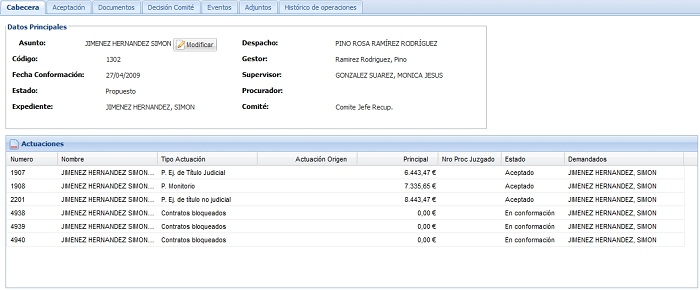 Cabecera Aceptación Documentos Decisión Comité Eventos Adjuntos Histórico de operaciones
Datos Principales
Asunto: JIMENEZ HERNANDEZ SIMON Modificar Despacho: PINO ROSA RAMÍREZ RODRÍGUEZ
Código: 1302 Gestor: Ramirez Rodriguez, Pino
Fecha Conformación: 27/04/2009 Supervisor: GONZALEZ SUAREZ, MONICA JESUS
Estado: Propuesto Procurador:
Expediente: JIMENEZ HERNANDEZ, SIMON Comité: Comite Jefe Recup.
Actuaciones
Numero Nombre Tipo Actuación Actuación Origen Principal Nro Proc Juzgado Estado Demandados
1907 JIMENEZ HERNANDEZ SIMON... P. Ej. de Título Judicial 6.443,47 € Aceptado JIMENEZ HERNANDEZ, SIMON
1908 JIMENEZ HERNANDEZ SIMON... P. Monitorio 7.335,65 € Aceptado JIMENEZ HERNANDEZ, SIMON
2201 JIMENEZ HERNANDEZ SIMON... P. Ej. de título no judicial 8.443,47 € Aceptado JIMENEZ HERNANDEZ, SIMON
4938 JIMENEZ HERNANDEZ SIMON... Contratos bloqueados 0,00 € En conformación JIMENEZ HERNANDEZ, SIMON
4939 JIMENEZ HERNANDEZ SIMON... Contratos bloqueados 0,00 € En conformación JIMENEZ HERNANDEZ, SIMON
4940 JIMENEZ HERNANDEZ SIMON... Contratos bloqueados 0,00 € En conformación JIMENEZ HERNANDEZ, SIMON